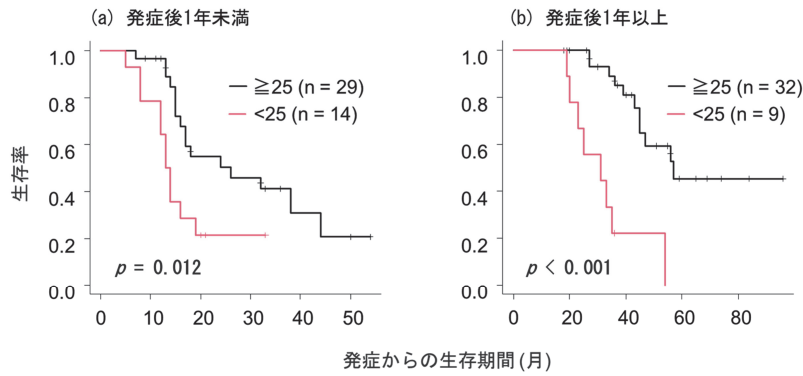 (a) 発症後1年未満
(b) 発症後1年以上
生存率
1.0
0.8
0.6
0.4
0.2
0.0
≧25 (n = 29)
<25 (n = 14)
p = 0.012
0 10 20 30 40 50
1.0
0.8
0.6
0.4
0.2
0.0
≧25 (n = 32)
<25 (n = 9)
p < 0.001
0 20 40 60 80
発症からの生存期間 (月)